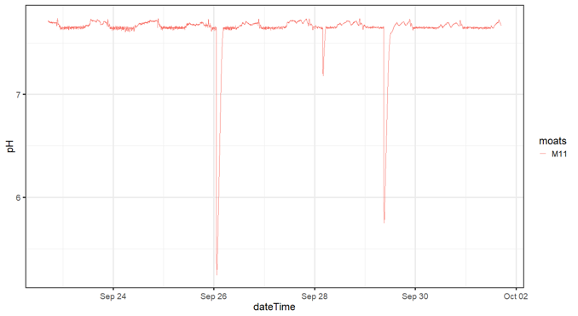 7
6
pH
Sep 24
Sep 26
Sep 28
Sep 30
Oct 02
dateTime
moats
M11